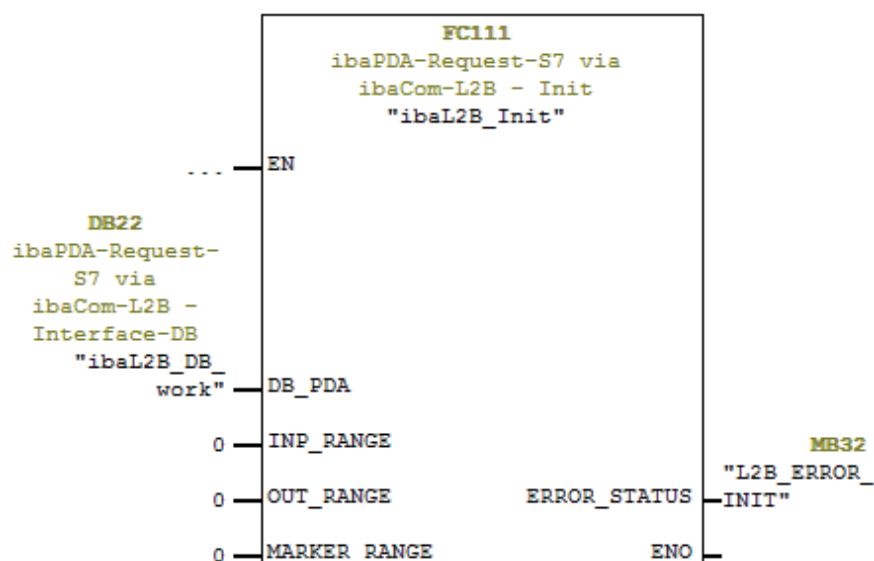 FC111
ibaPDA-Request-S7 via
ibaCom-L2B - Init
"ibaL2B_Init"
... EN
DB22
ibaPDA-Request-
S7 via
ibaCom-L2B -
Interface-DB
"ibaL2B_DB_
work" DB_PDA
0 INP_RANGE
MB32
"L2B_ERROR_
0 OUT_RANGE ERROR_STATUS INIT"
0 MARKER_RANGE ENO